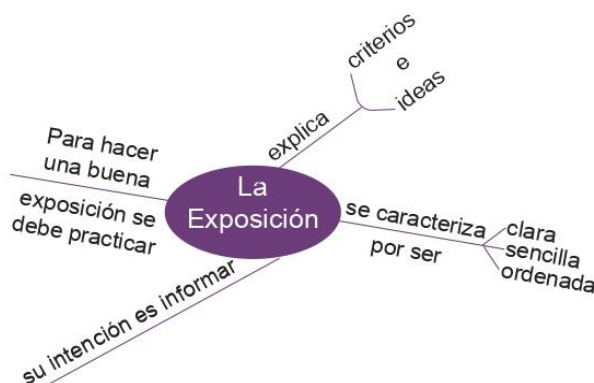 La
Exposición
explica
criterios
e
ideas
se caracteriza
por ser
clara
sencilla
ordenada
su intención es informar
Para hacer
una buena
exposición se
debe practicar